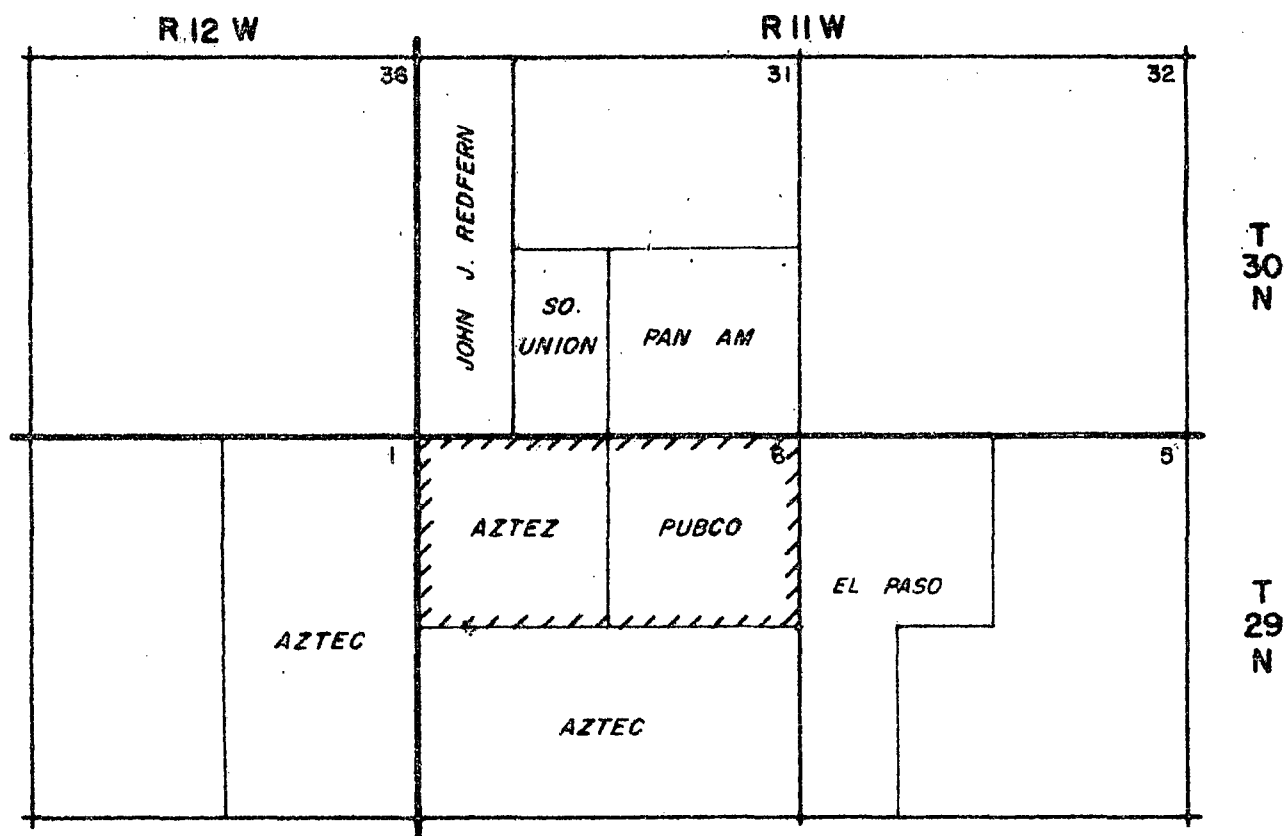 R.12 W
R 11 W
36
31
32
JOHN J. REDFERN
SO.
UNION
PAN AM
T
30
N
1
6
5
AZTEZ
PUBCO
EL PASO
AZTEC
AZTEC
T
29
N